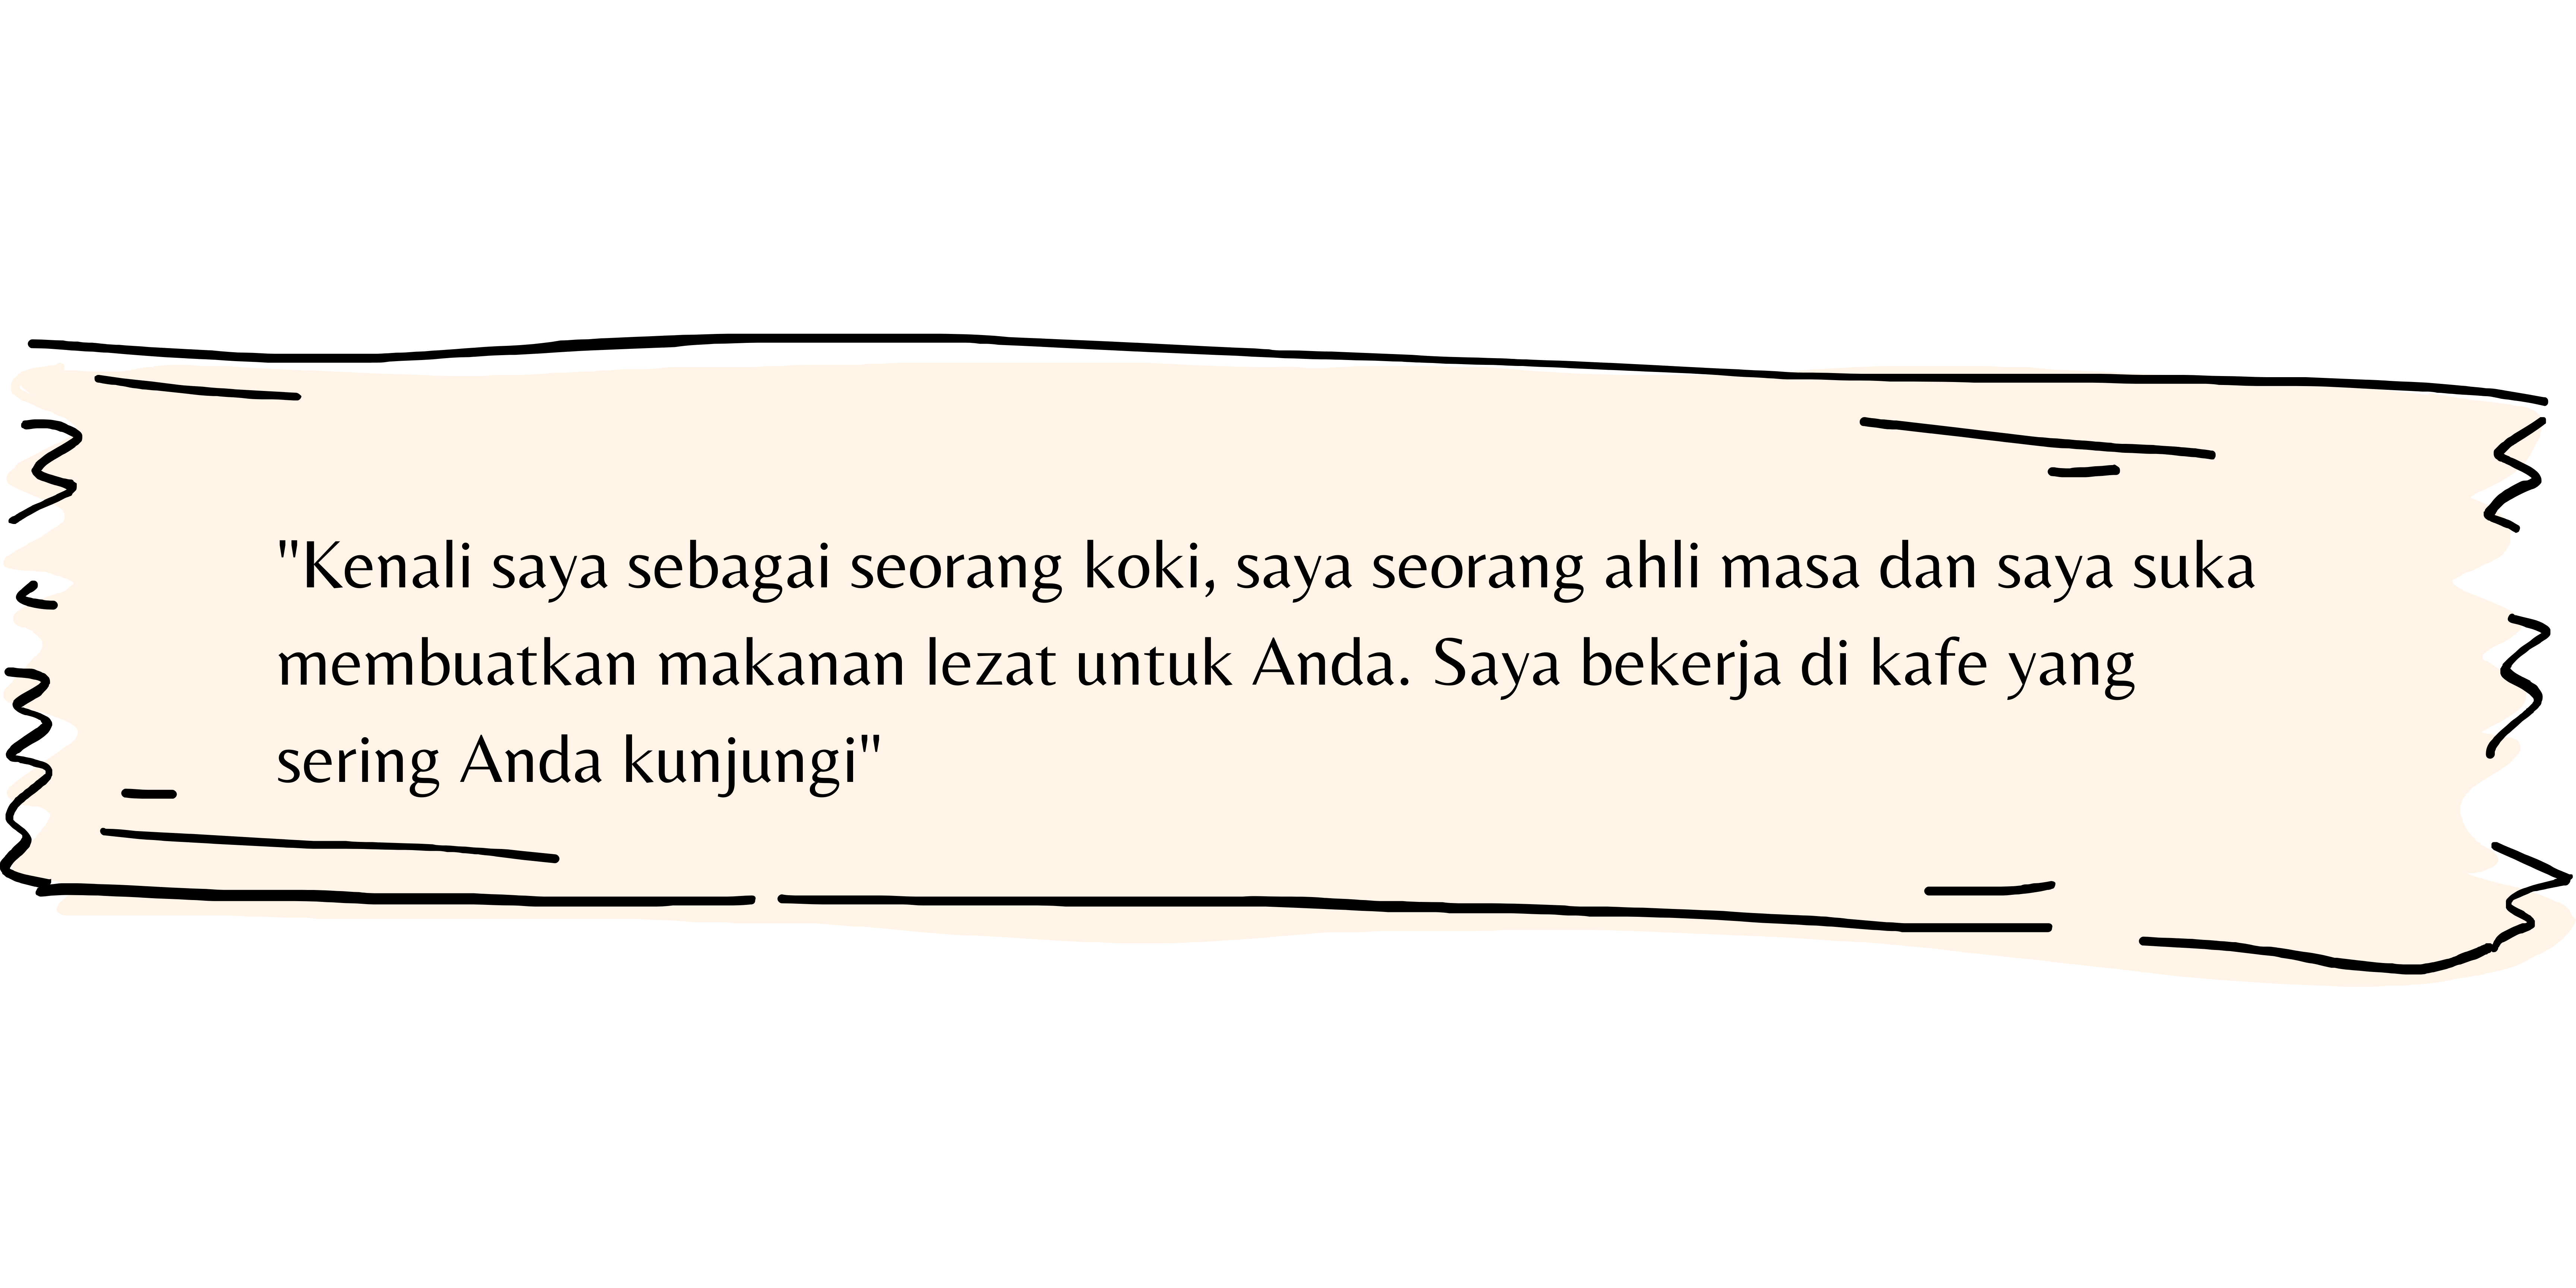 "Kenali saya sebagai seorang koki, saya seorang ahli masa dan saya suka
membuatkan makanan lezat untuk Anda. Saya bekerja di kafe yang
sering Anda kunjungi"